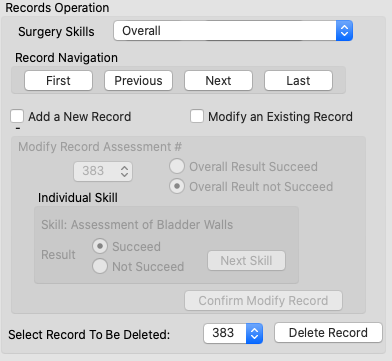 Records Operation
Surgery Skills Overall
Record Navigation
First Previous Next Last
Add a New Record Modify an Existing Record
-
Modify Record Assessment #
383 Overall Result Succeed
Overall Reult not Succeed
Individual Skill
Skill: Assessment of Bladder Walls
Result Succeed
Not Succeed Next Skill
Confirm Modify Record
Select Record To Be Deleted: 383 Delete Record